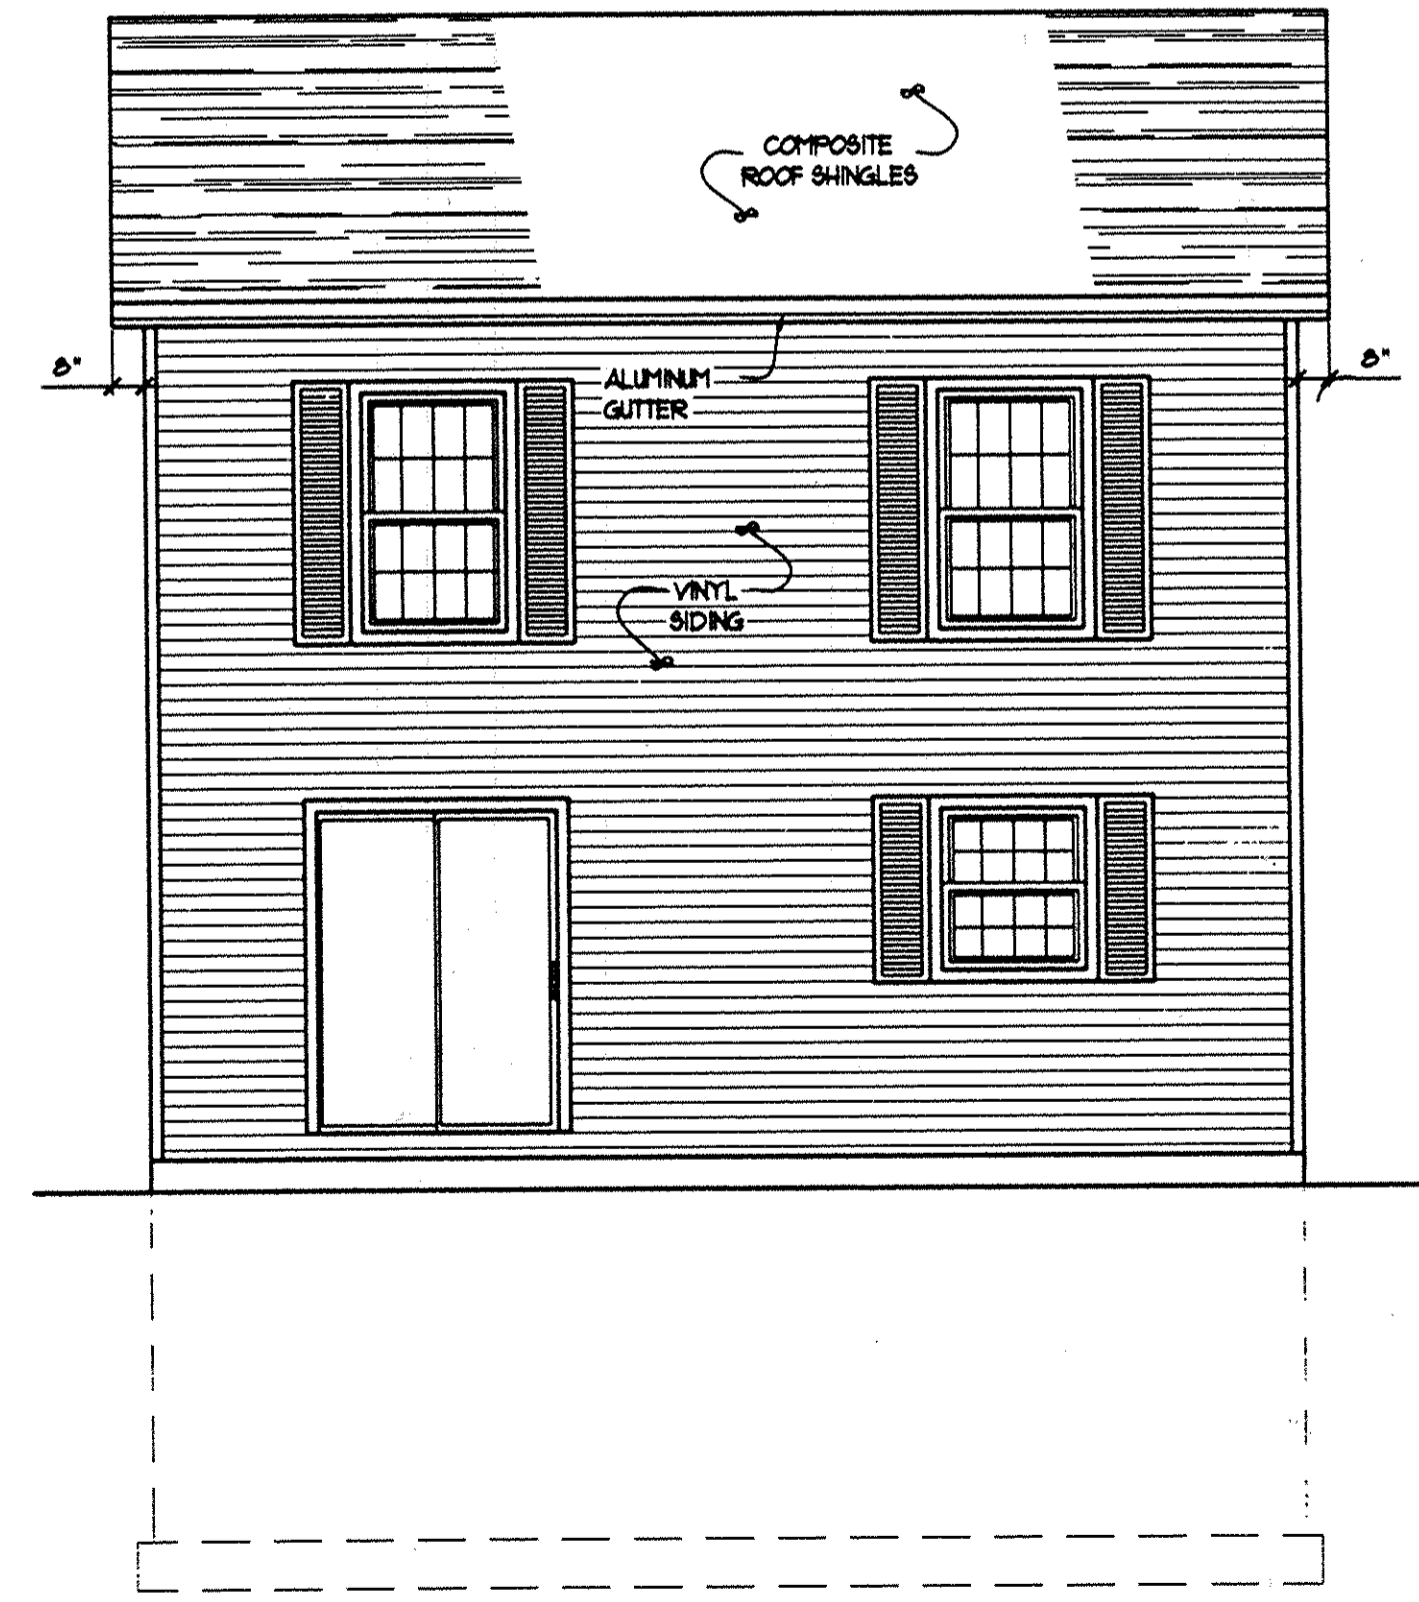 COMPOSITE
ROOF SHINGLES
8"
8"
ALUMINUM
GUTTER
VINYL
SIDING